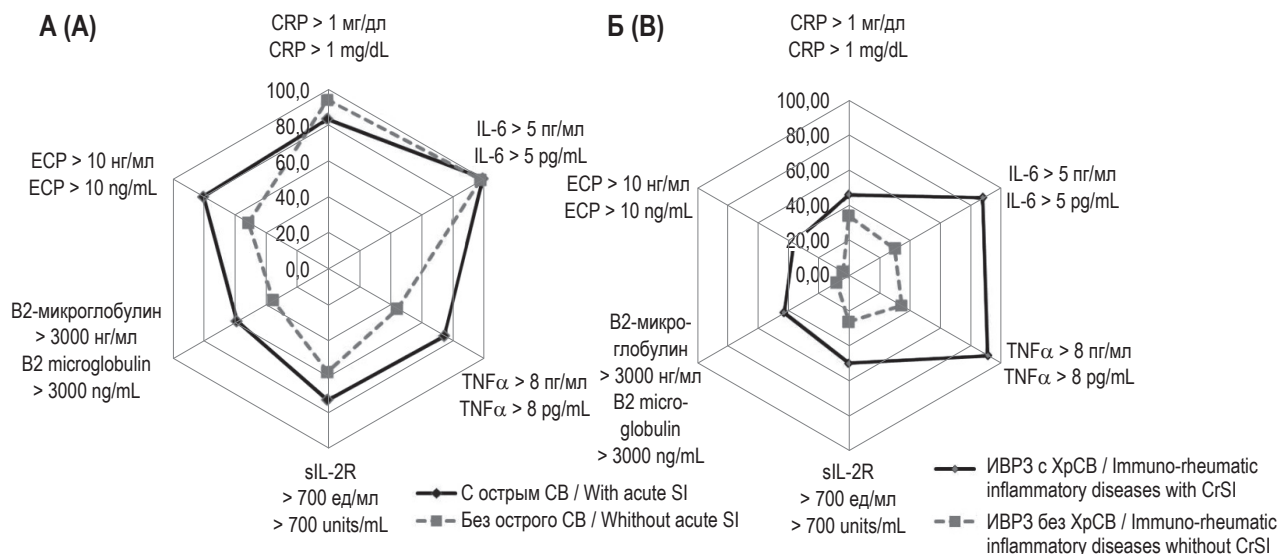 А (A)
CRP > 1 мг/дл
CRP > 1 mg/dL
100,0
80,0
60,0
40,0
20,0
0,0
IL-6 > 5 пг/мл
IL-6 > 5 pg/mL
ECP > 10 нг/мл
ECP > 10 ng/mL
В2-микроглобулин
> 3000 нг/мл
B2 microglobulin
> 3000 ng/mL
TNFα > 8 пг/мл
TNFα > 8 pg/mL
sIL-2R
> 700 ед/мл
> 700 units/mL
С острым СВ / With acute SI
Без острого СВ / Whithout acute SI
Б (B)
CRP > 1 мг/дл
CRP > 1 mg/dL
100,00
80,00
60,00
40,00
20,00
0,00
IL-6 > 5 пг/мл
IL-6 > 5 pg/mL
ECP > 10 нг/мл
ECP > 10 ng/mL
В2-микро-
глобулин
> 3000 нг/мл
B2 micro-
globulin
> 3000 ng/mL
TNFα > 8 пг/мл
TNFα > 8 pg/mL
sIL-2R
> 700 ед/мл
> 700 units/mL
ИВРЗ с ХрСВ / Immuno-rheumatic
inflammatory diseases with CrSI
ИВРЗ без ХрСВ / Immuno-rheumatic
inflammatory diseases whithout CrSI